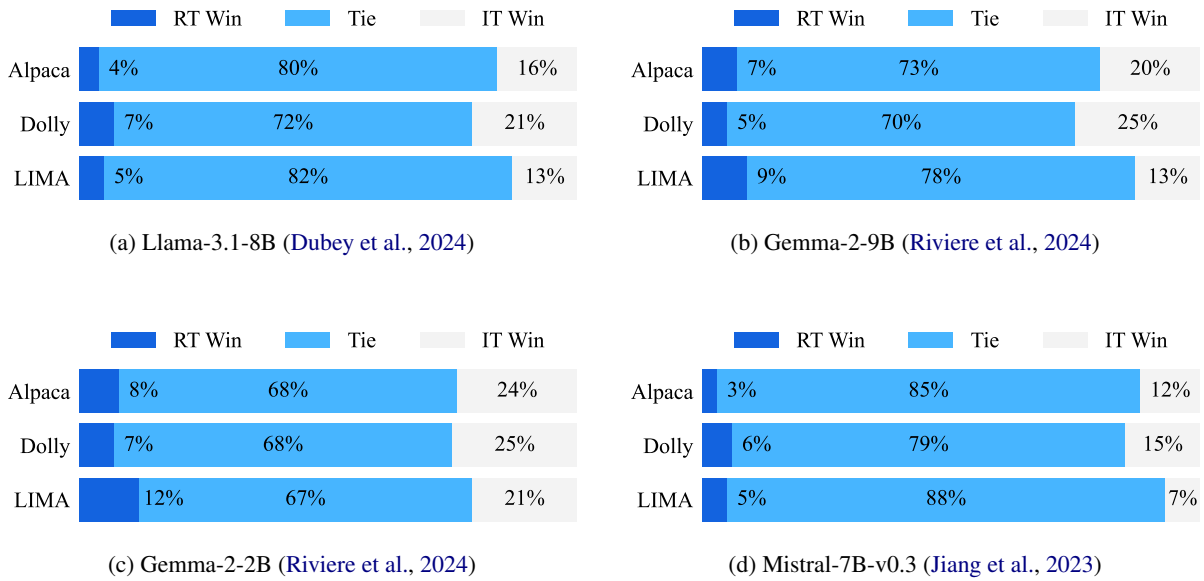 RT Win Tie IT Win
Alpaca 4% 80% 16%
Dolly 7% 72% 21%
LIMA 5% 82% 13%
(a) Llama-3.1-8B (Dubey et al., 2024)
RT Win Tie IT Win
Alpaca 7% 73% 20%
Dolly 5% 70% 25%
LIMA 9% 78% 13%
(b) Gemma-2-9B (Riviere et al., 2024)
RT Win Tie IT Win
Alpaca 8% 68% 24%
Dolly 7% 68% 25%
LIMA 12% 67% 21%
(c) Gemma-2-2B (Riviere et al., 2024)
RT Win Tie IT Win
Alpaca 3% 85% 12%
Dolly 6% 79% 15%
LIMA 5% 88% 7%
(d) Mistral-7B-v0.3 (Jiang et al., 2023)